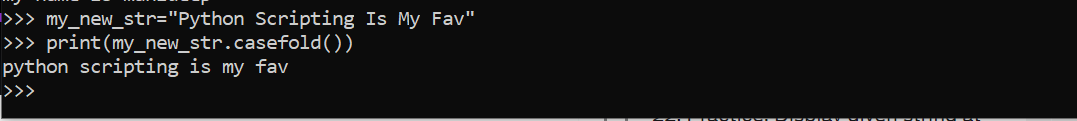 >>> my_new_str="Python Scripting Is My Fav"
>>> print(my_new_str.casefold())
python scripting is my fav
>>>